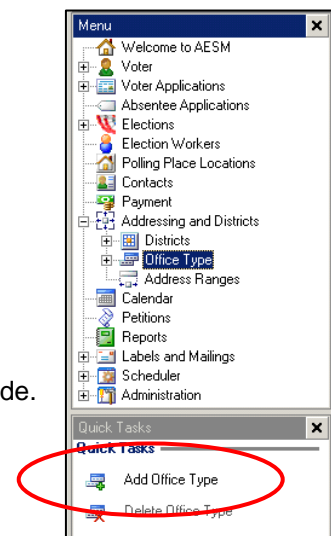 Menu
Welcome to AESM
Voter
Voter Applications
Absentee Applications
Elections
Election Workers
Polling Place Locations
Contacts
Payment
Addressing and Districts
Districts
Office Type
Address Ranges
Calendar
Petitions
Reports
Labels and Mailings
Scheduler
Administration
de.
Quick Tasks
Quick Tasks
Add Office Type
Delete Office Type